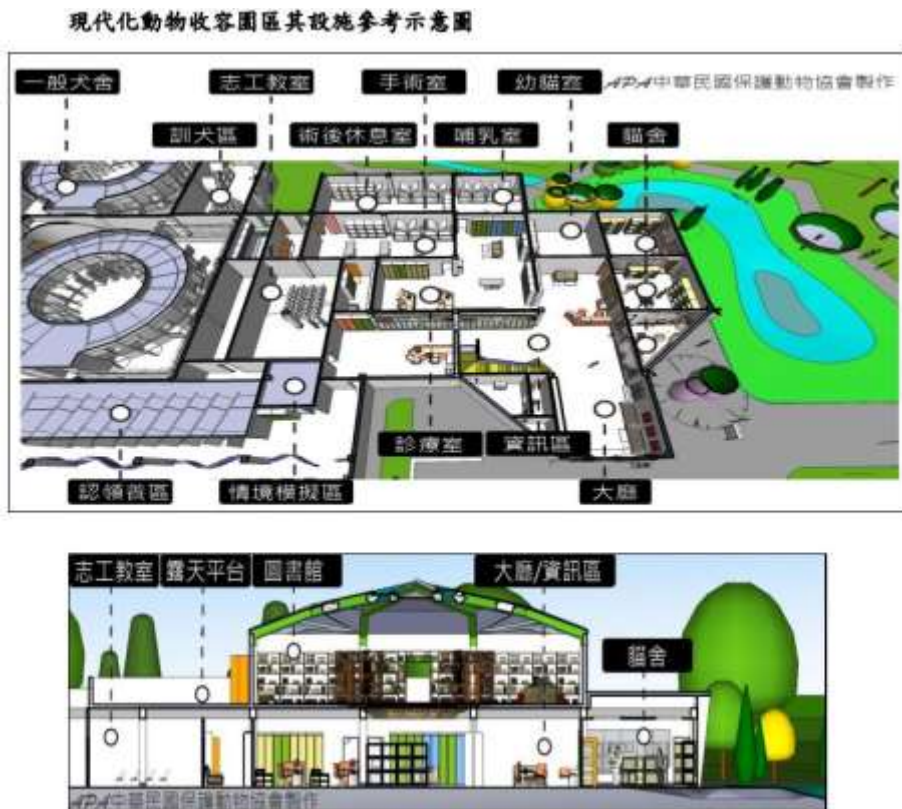 現代化動物收容園區其設施參考示意圖
一般犬舍 志工教室 手術室 幼貓室 APA中華民國保護動物協會製作
訓犬區 術後休息室 哺乳室 貓舍
診療室 資訊區
認領養區 情境模擬區 大廳
志工教室 露天平台 圖書館 大廳/資訊區
貓舍
APA中華民國保護動物協會製作